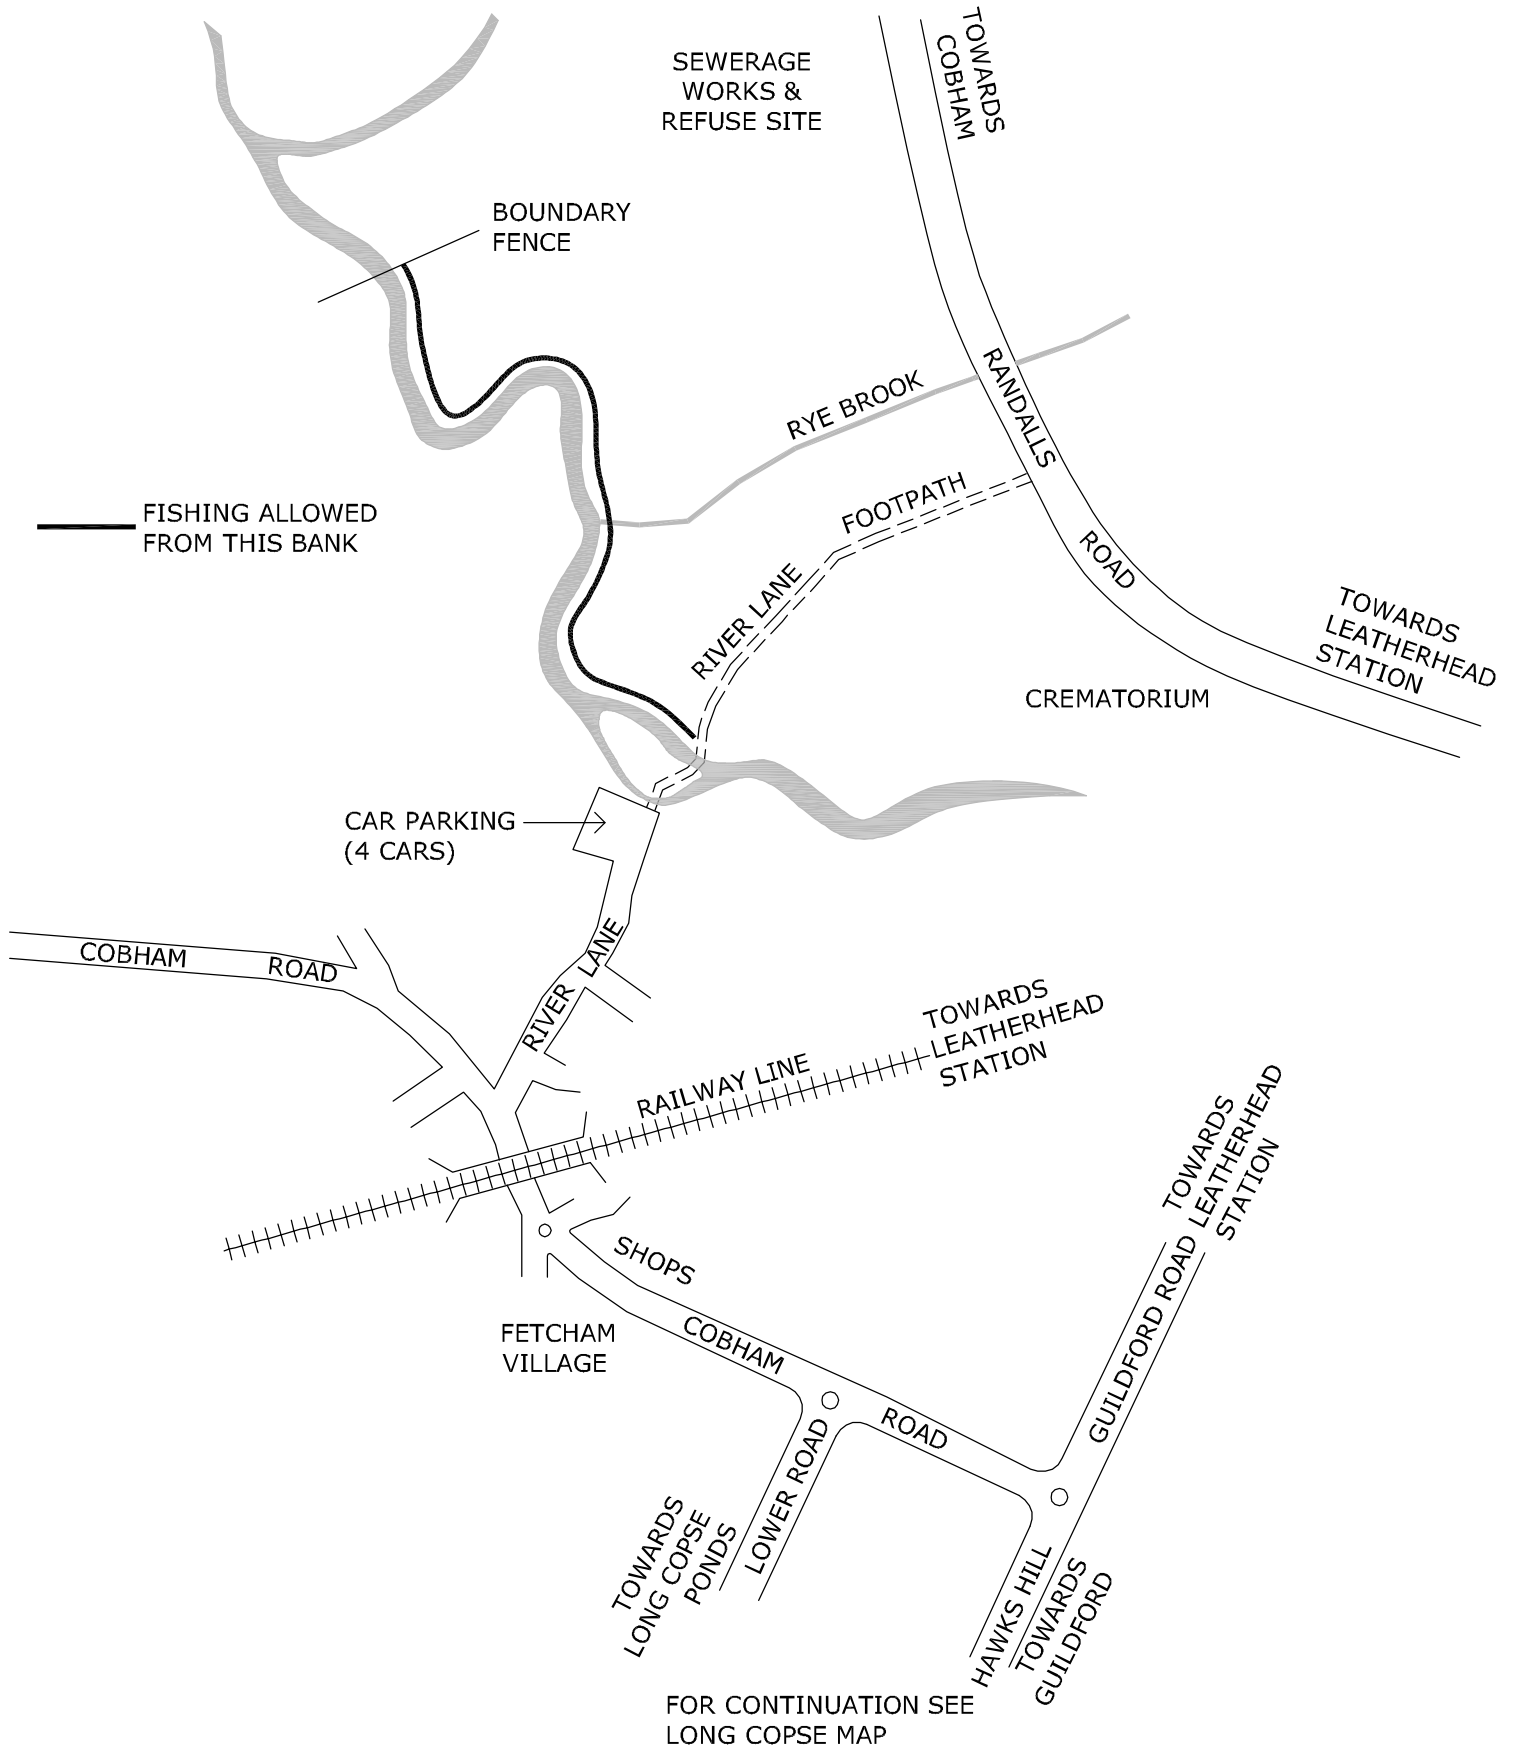 SEWERAGE
WORKS &
REFUSE SITE
TOWARDS
COBHAM
BOUNDARY
FENCE
RYE BROOK
RANDALLS
ROAD
FOOTPATH
FISHING ALLOWED
FROM THIS BANK
RIVER LANE
TOWARDS
LEATHERHEAD
STATION
CREMATORIUM
CAR PARKING
(4 CARS)
COBHAM ROAD
RIVER LANE
TOWARDS
LEATHERHEAD
STATION
RAILWAY LINE
TOWARDS
LEATHERHEAD
STATION
SHOPS
GUILDFORD ROAD
FETCHAM
VILLAGE
COBHAM ROAD
LOWER ROAD
TOWARDS
LONG COPSE
PONDS
HAWKS HILL
TOWARDS
GUILDFORD
FOR CONTINUATION SEE
LONG COPSE MAP